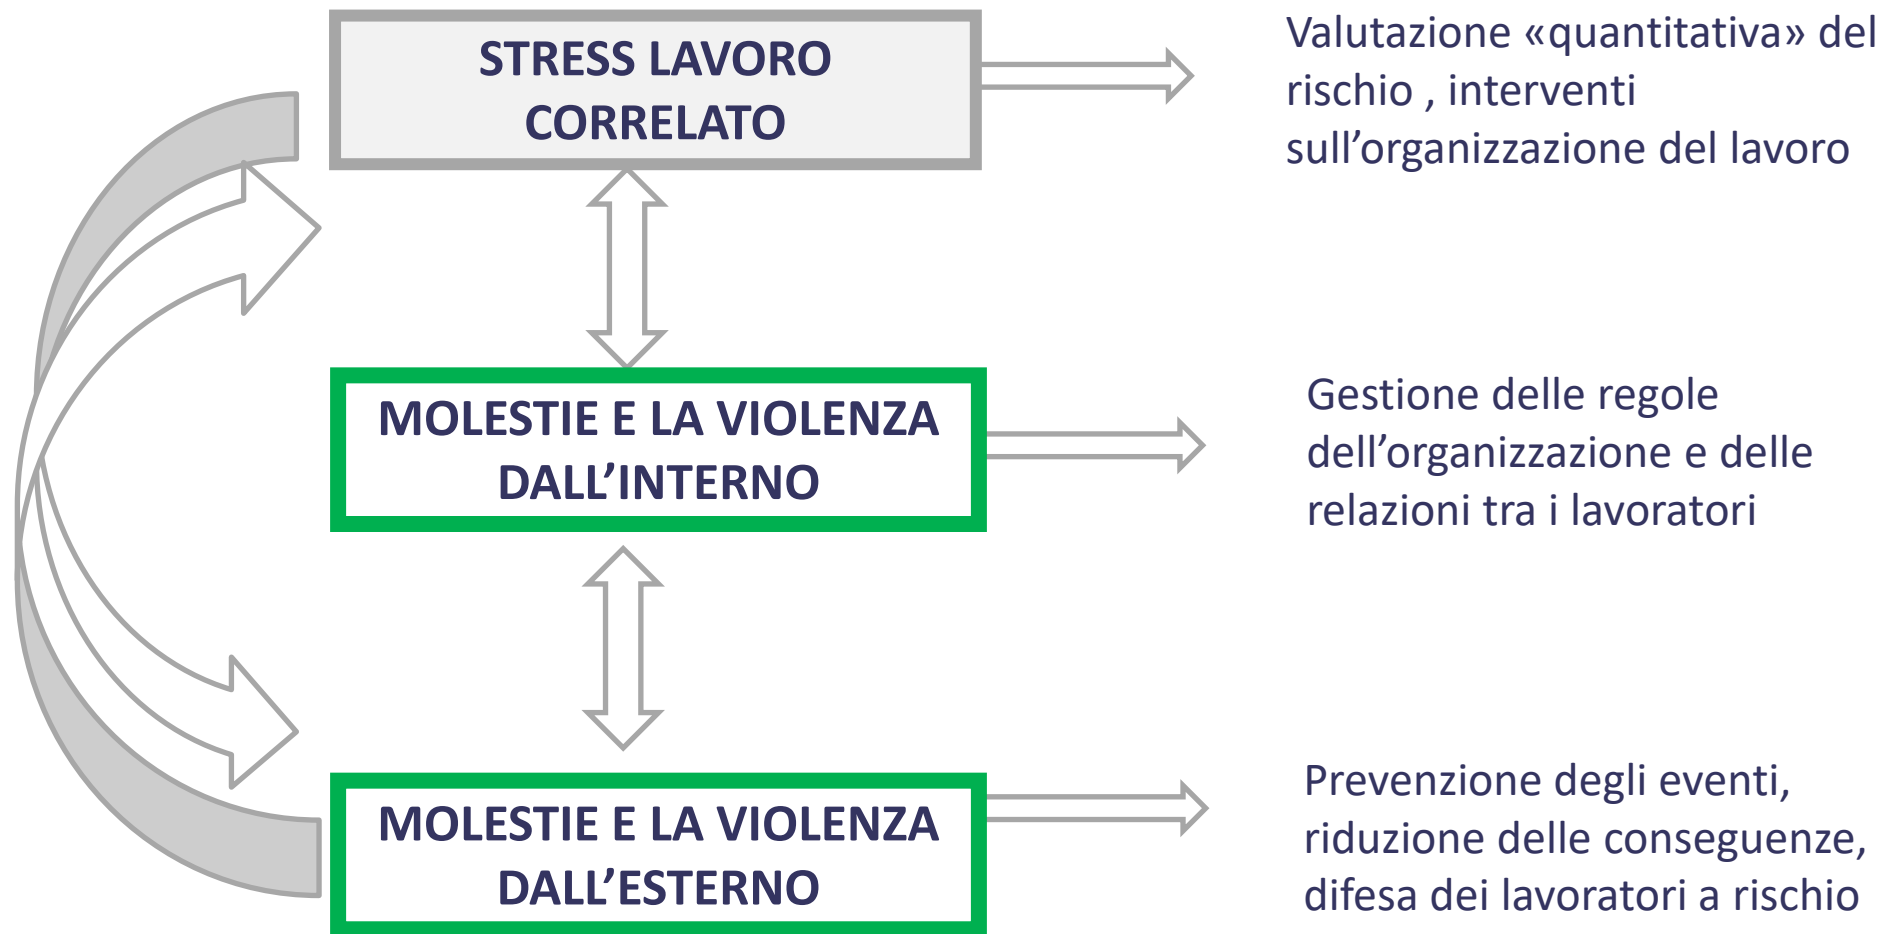 STRESS LAVORO
CORRELATO
Valutazione «quantitativa» del
rischio , interventi
sull’organizzazione del lavoro
MOLESTIE E LA VIOLENZA
DALL’INTERNO
Gestione delle regole
dell’organizzazione e delle
relazioni tra i lavoratori
MOLESTIE E LA VIOLENZA
DALL’ESTERNO
Prevenzione degli eventi,
riduzione delle conseguenze,
difesa dei lavoratori a rischio